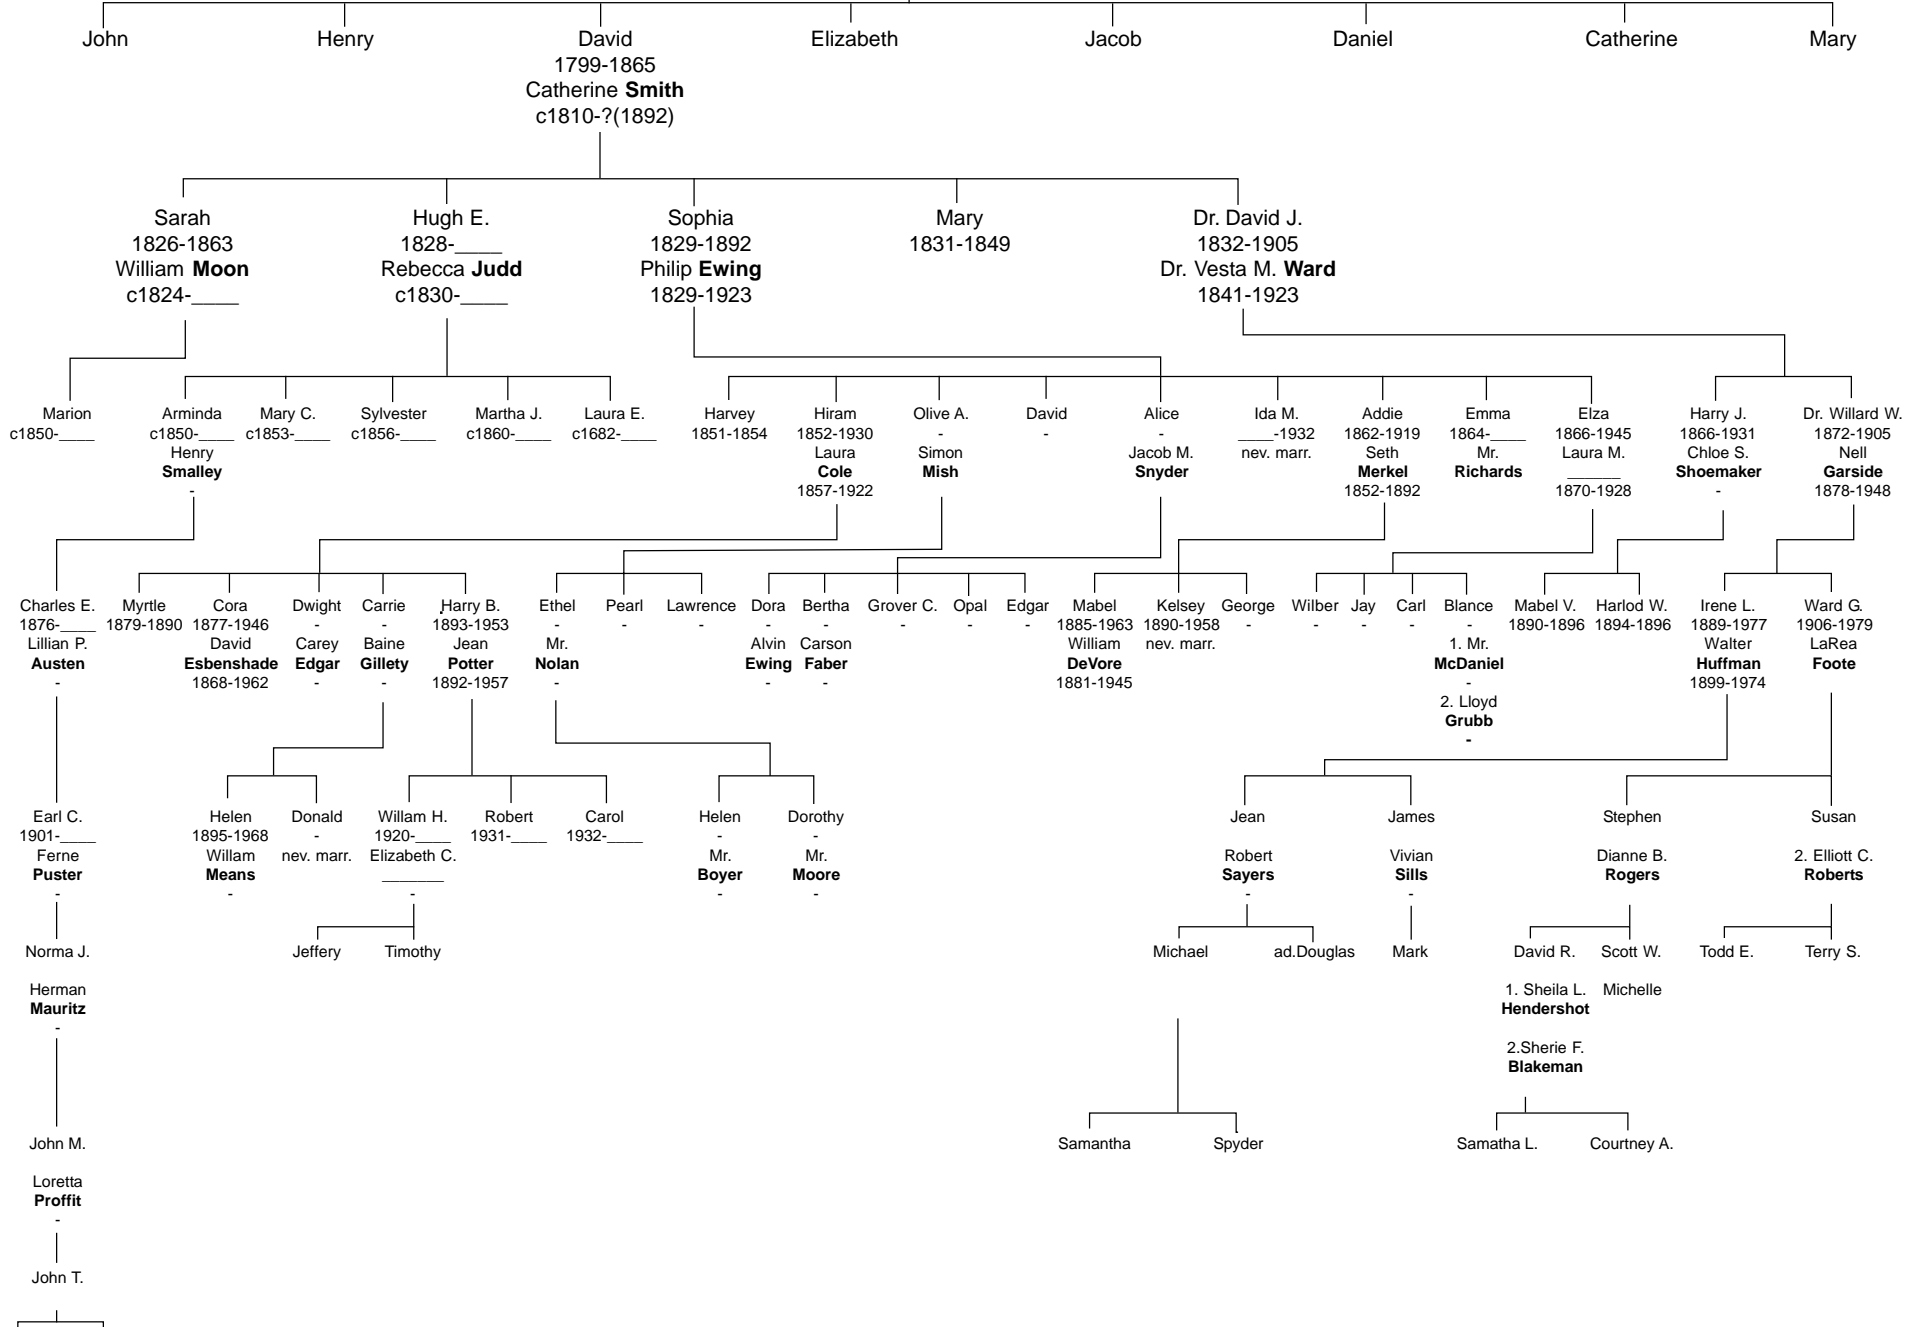 John
Henry
David
Elizabeth
Jacob
Daniel
Catherine
Mary
1799-1865
Catherine Smith
c1810-?(1892)
Sarah
1826-1863
William Moon
c1824-____
Hugh E.
1828-____
Rebecca Judd
c1830-____
Sophia
1829-1892
Philip Ewing
1829-1923
Mary
1831-1849
Dr. David J.
1832-1905
Dr. Vesta M. Ward
1841-1923
Marion
c1850-____
Arminda
c1850-____
Henry
Smalley
-
Mary C.
c1853-____
Sylvester
c1856-____
Martha J.
c1860-____
Laura E.
c1682-____
Harvey
1851-1854
Hiram
1852-1930
Laura
Cole
1857-1922
Olive A.
-
Simon
Mish
David
-
Alice
-
Jacob M.
Snyder
Ida M.
____-1932
nev. marr.
Addie
1862-1919
Seth
Merkel
1852-1892
Emma
1864-____
Mr.
Richards
Elza
1866-1945
Laura M.
______
1870-1928
Harry J.
1866-1931
Chloe S.
Shoemaker
-
Dr. Willard W.
1872-1905
Nell
Garside
1878-1948
Charles E.
1876-____
Lillian P.
Austen
-
Myrtle
1879-1890
Cora
1877-1946
David
Esbenshade
1868-1962
Dwight
-
Carey
Edgar
-
Carrie
-
Baine
Gillety
-
Harry B.
1893-1953
Jean
Potter
1892-1957
Ethel
-
Mr.
Nolan
-
Pearl
-
Lawrence
-
Dora
-
Alvin
Ewing
-
Bertha
-
Carson
Faber
-
Grover C.
-
Opal
-
Edgar
-
Mabel
1885-1963
William
DeVore
1881-1945
Kelsey
1890-1958
nev. marr.
George
-
Wilber
-
Jay
-
Carl
-
Blance
-
1. Mr.
McDaniel
-
2. Lloyd
Grubb
-
Mabel V.
1890-1896
Harlod W.
1894-1896
Irene L.
1889-1977
Walter
Huffman
1899-1974
Ward G.
1906-1979
LaRea
Foote
Earl C.
1901-____
Ferne
Puster
-
Helen
1895-1968
Willam
Means
-
Donald
-
nev. marr.
Willam H.
1920-____
Elizabeth C.
_______
-
Robert
1931-____
Carol
1932-____
Helen
-
Mr.
Boyer
-
Dorothy
-
Mr.
Moore
-
Jean
Robert
Sayers
-
James
Vivian
Sills
-
Stephen
Dianne B.
Rogers
Susan
2. Elliott C.
Roberts
Norma J.
Herman
Mauritz
-
Jeffery
Timothy
Michael
ad.Douglas
Mark
David R.
1. Sheila L.
Hendershot
2.Sherie F.
Blakeman
Scott W.
Michelle
Todd E.
Terry S.
John M.
Loretta
Proffit
-
Samantha
Spyder
Samatha L.
Courtney A.
John T.